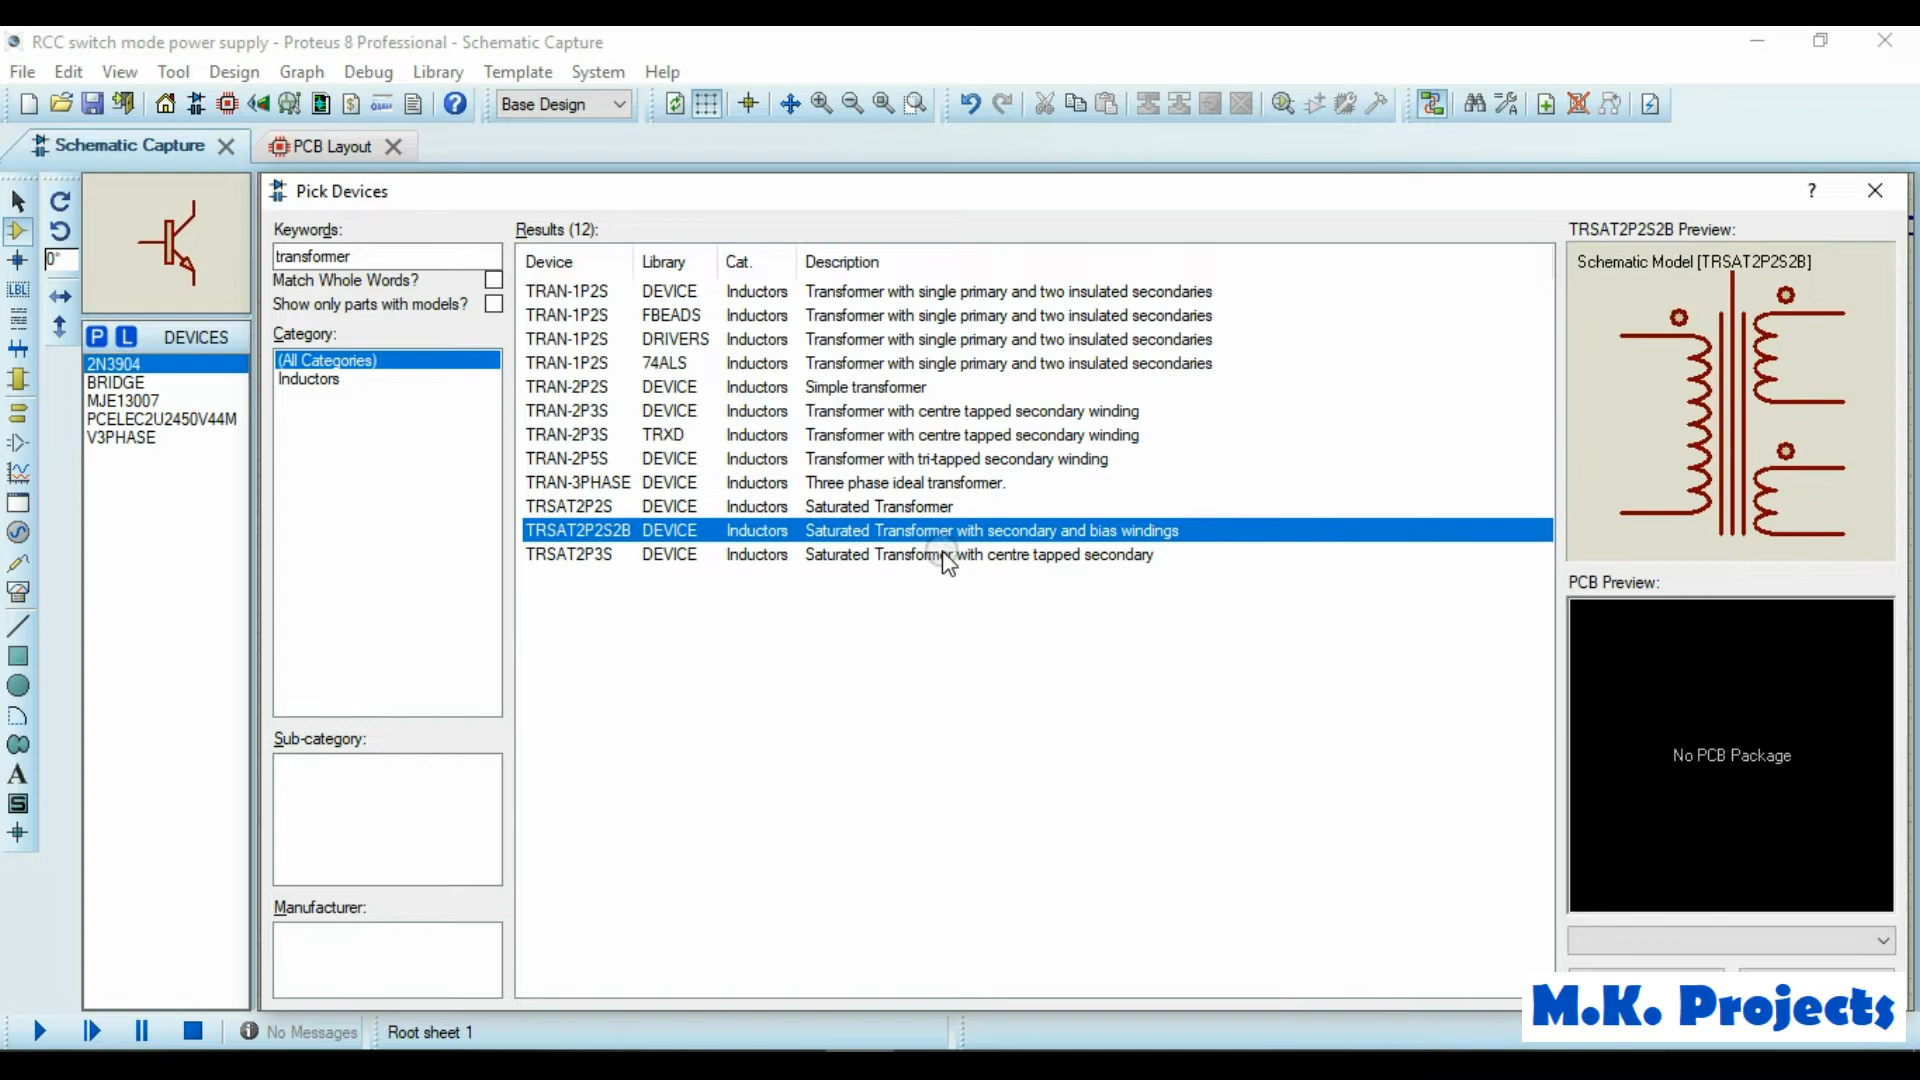 RCC switch mode power supply - Proteus 8 Professional - Schematic Capture
File Edit View Tool Design Graph Debug Library Template System Help
Base Design
Schematic Capture
PCB Layout
Pick Devices
Keywords:
transformer
Match Whole Words?
Show only parts with models?
Category:
(All Categories)
Inductors
Sub-category:
Manufacturer:
0°
LBL
P L DEVICES
2N3904
BRIDGE
MJE13007
PCELEC2U2450V44M
V3PHASE
A
S
Results (12):
Device Library Cat. Description
TRAN-1P2S DEVICE Inductors Transformer with single primary and two insulated secondaries
TRAN-1P2S FBEADS Inductors Transformer with single primary and two insulated secondaries
TRAN-1P2S DRIVERS Inductors Transformer with single primary and two insulated secondaries
TRAN-1P2S 74ALS Inductors Transformer with single primary and two insulated secondaries
TRAN-2P2S DEVICE Inductors Simple transformer
TRAN-2P3S DEVICE Inductors Transformer with centre tapped secondary winding
TRAN-2P3S TRXD Inductors Transformer with centre tapped secondary winding
TRAN-2P5S DEVICE Inductors Transformer with tri-tapped secondary winding
TRAN-3PHASE DEVICE Inductors Three phase ideal transformer.
TRSAT2P2S DEVICE Inductors Saturated Transformer
TRSAT2P2S2B DEVICE Inductors Saturated Transformer with secondary and bias windings
TRSAT2P3S DEVICE Inductors Saturated Transformer with centre tapped secondary
TRSAT2P2S2B Preview:
Schematic Model [TRSAT2P2S2B]
PCB Preview:
No PCB Package
M.K. Projects
No Messages
Root sheet 1